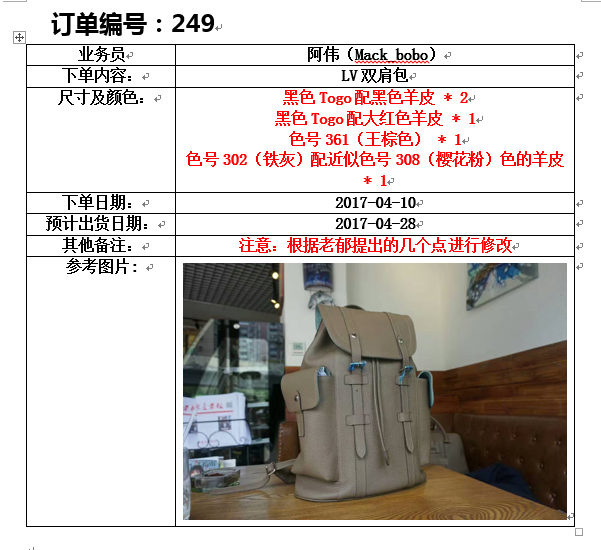 订单编号：249
业务员
阿伟（Mack_bobo）
下单内容：
LV 双肩包
尺寸及颜色：
黑色 Togo 配黑色羊皮 * 2
黑色 Togo 配大红色羊皮 * 1
色号 361（王棕色） * 1
色号 302（铁灰）配近似色号 308（樱花粉）色的羊皮
* 1
下单日期：
2017-04-10
预计出货日期：
2017-04-28
其他备注：
注意：根据老郁提出的几个点进行修改
参考图片：